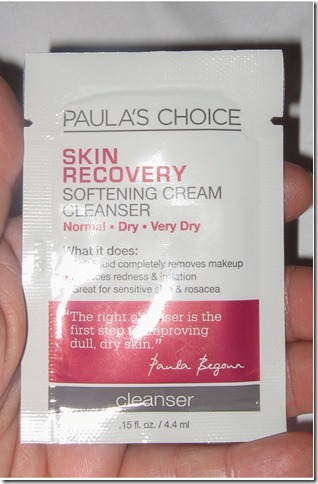 PAULA'S CHOICE
SKIN
RECOVERY
SOFTENING CREAM
CLEANSER
Normal • Dry • Very Dry
What it does:
fluid completely removes makeup
redness & irritation
Great for sensitive skin & rosacea
"The right cleanser is the
first step improving
dull, dry skin."
Paula Begoun
cleanser
.15 fl. oz. / 4.4 ml